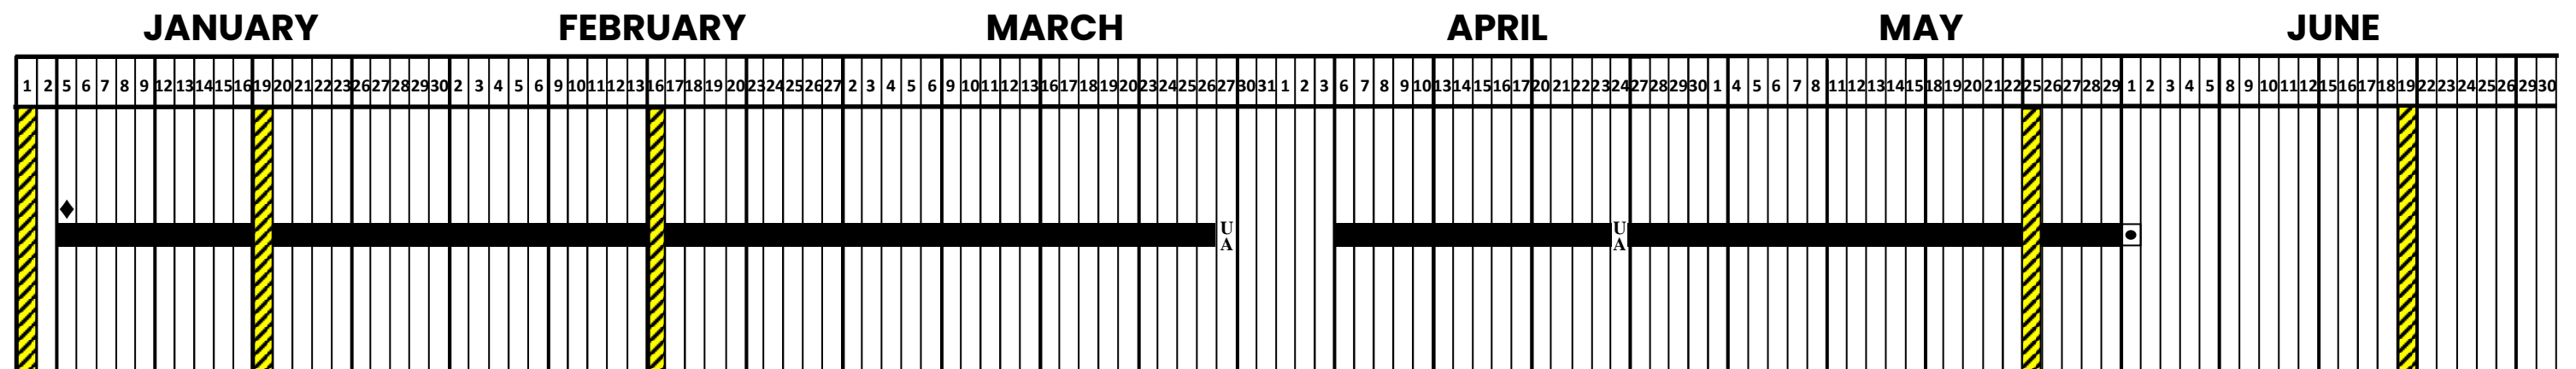 JANUARY FEBRUARY MARCH APRIL MAY JUNE
1 2 5 6 7 8 9 12 13 14 15 16 19 20 21 22 23 26 27 28 29 30 2 3 4 5 6 9 10 11 12 13 16 17 18 19 20 23 24 25 26 27 2 3 4 5 6 9 10 11 12 13 16 17 18 19 20 23 24 25 26 27 30 31 1 2 3 6 7 8 9 10 13 14 15 16 17 20 21 22 23 24 27 28 29 30 1 4 5 6 7 8 11 12 13 14 15 18 19 20 21 22 25 26 27 28 29 1 2 3 4 5 8 9 10 11 12 15 16 17 18 19 22 23 24 25 26 29 30
U U
A A